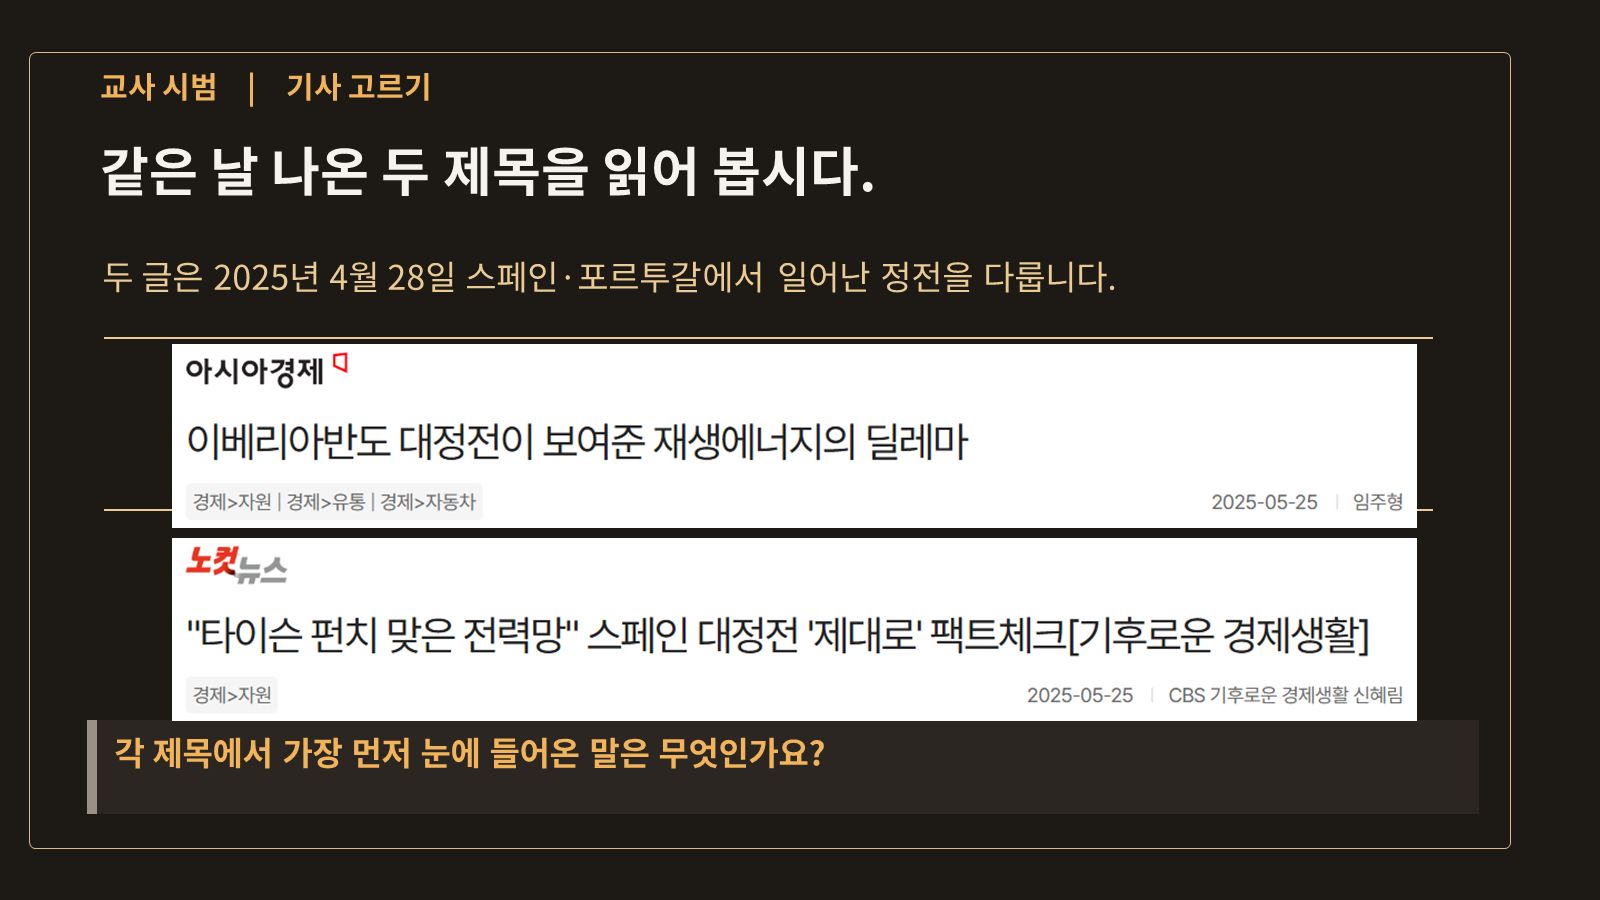 교사 시범 | 기사 고르기
같은 날 나온 두 제목을 읽어 봅시다.
두 글은 2025년 4월 28일 스페인·포르투갈에서 일어난 정전을 다룹니다.
아시아경제
이베리아반도 대정전이 보여준 재생에너지의 딜레마
경제>자원 | 경제>유통 | 경제>자동차 2025-05-25 | 임주형
노컷뉴스
"타이슨 펀치 맞은 전력망" 스페인 대정전 '제대로' 팩트체크[기후로운 경제생활]
경제>자원 2025-05-25 | CBS 기후로운 경제생활 신혜림
각 제목에서 가장 먼저 눈에 들어온 말은 무엇인가요?